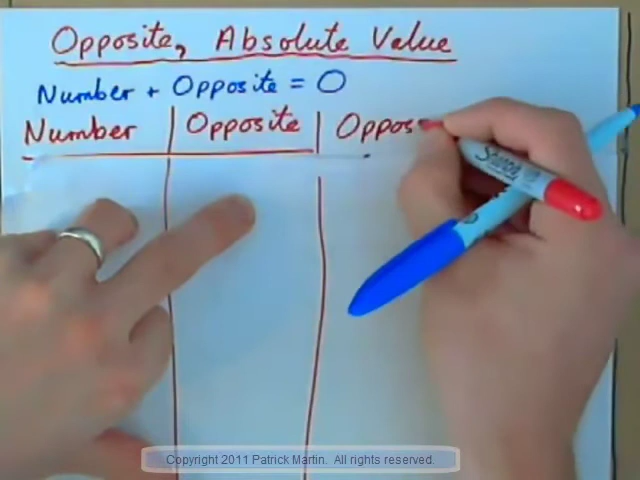 Opposite, Absolute Value
Number + Opposite = 0
Number Opposite Oppos
Sharpie
Copyright 2011 Patrick Martin. All rights reserved.